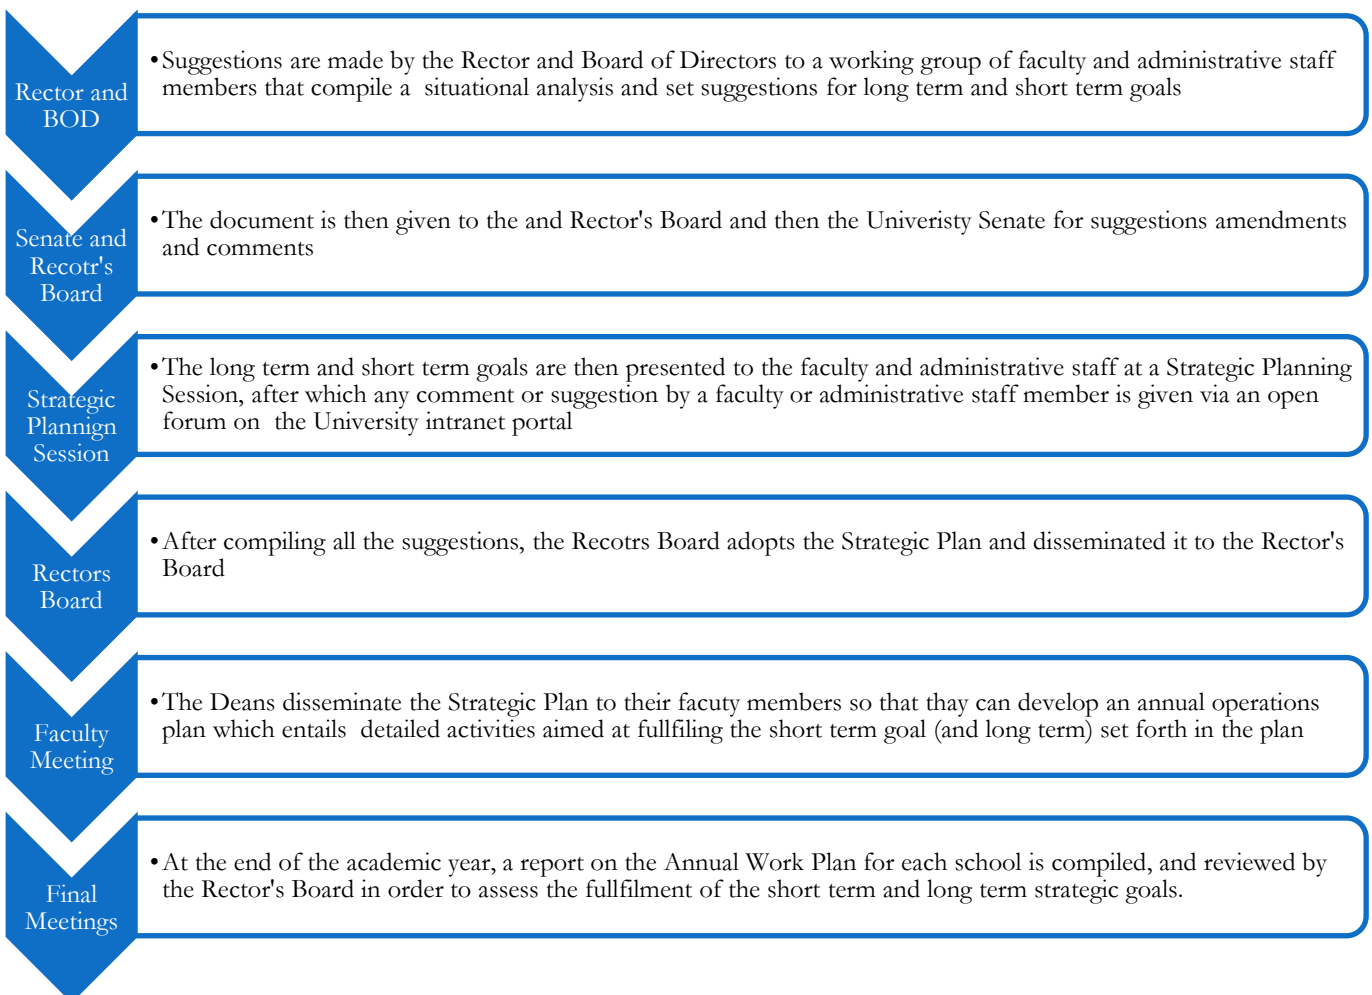 Rector and
BOD
•Suggestions are made by the Rector and Board of Directors to a working group of faculty and administrative staff
members that compile a  situational analysis and set suggestions for long term and short term goals
Senate and
Recotr's
Board
•The document is then given to the and Rector's Board and then the Univeristy Senate for suggestions amendments
and comments
Strategic
Plannign
Session
•The long term and short term goals are then presented to the faculty and administrative staff at a Strategic Planning
Session, after which any comment or suggestion by a faculty or administrative staff member is given via an open
forum on  the University intranet portal
Rectors
Board
•After compiling all the suggestions, the Recotrs Board adopts the Strategic Plan and disseminated it to the Rector's
Board
Faculty
Meeting
•The Deans disseminate the Strategic Plan to their facuty members so that thay can develop an annual operations
plan which entails  detailed activities aimed at fullfiling the short term goal (and long term) set forth in the plan
Final
Meetings
•At the end of the academic year, a report on the Annual Work Plan for each school is compiled, and reviewed by
the Rector's Board in order to assess the fullfilment of the short term and long term strategic goals.